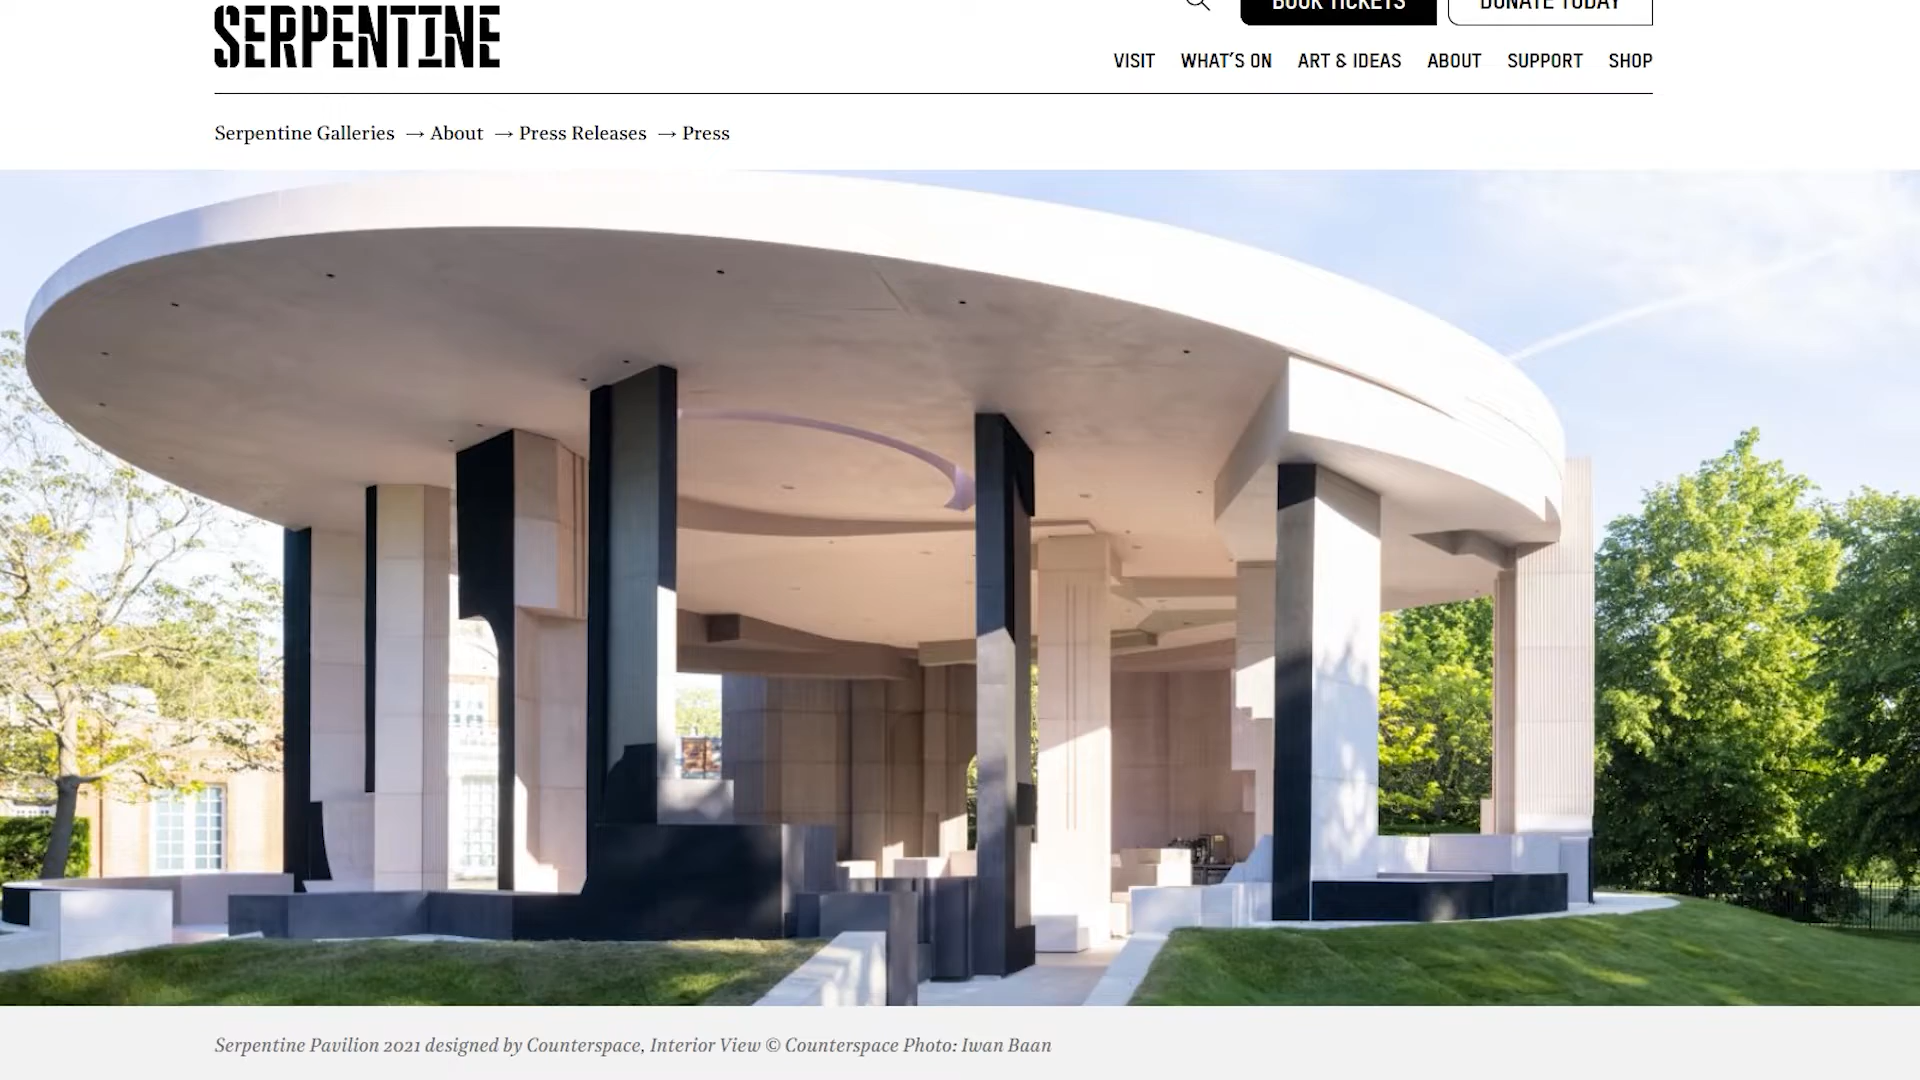 BOOK TICKETS
DONATE TODAY
SERPENTINE
VISIT WHAT'S ON ART & IDEAS ABOUT SUPPORT SHOP
Serpentine Galleries → About → Press Releases → Press
Serpentine Pavilion 2021 designed by Counterspace, Interior View © Counterspace Photo: Iwan Baan